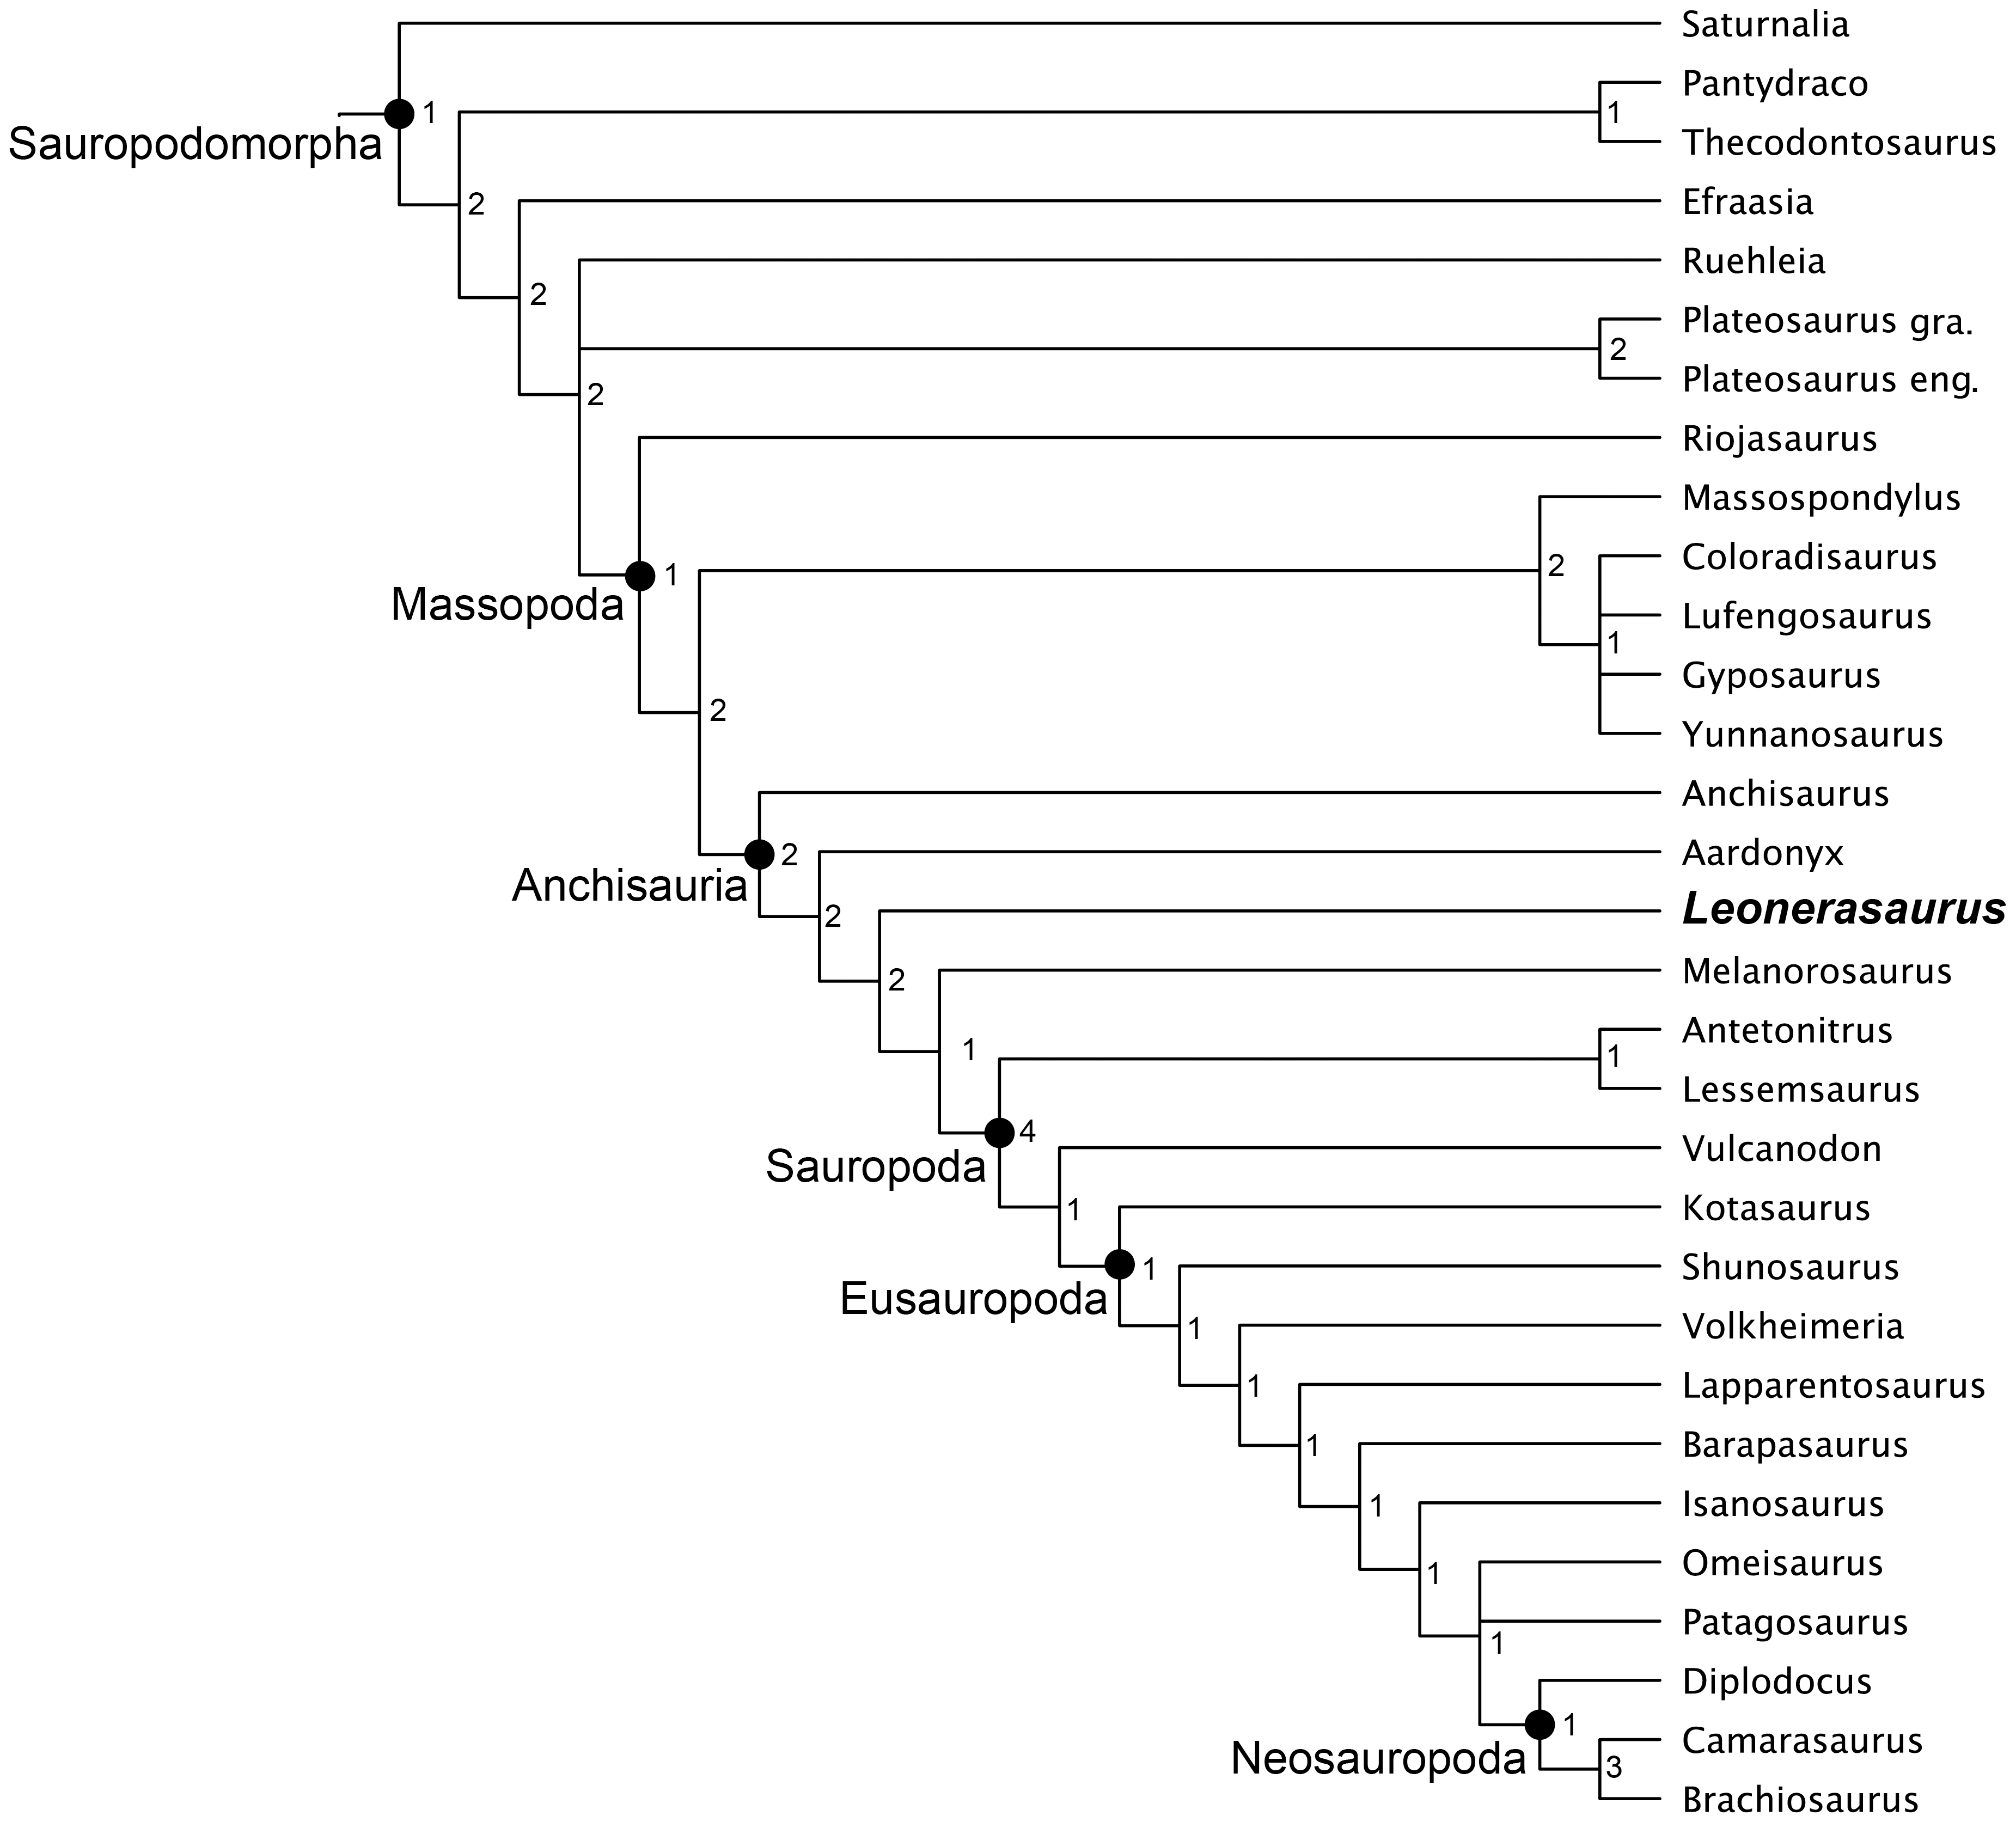 Saturnalia
Pantydraco
1
Sauropodomorpha
1
Thecodontosaurus
2
Efraasia
Ruehleia
2
Plateosaurus gra.
2
Plateosaurus eng.
2
Riojasaurus
Massospondylus
Coloradisaurus
2
Massopoda
1
Lufengosaurus
1
Gyposaurus
2
Yunnanosaurus
Anchisaurus
Aardonyx
2
Anchisauria
Leonerasaurus
2
Melanorosaurus
2
Antetonitrus
1
1
Lessemsaurus
4
Sauropoda
Vulcanodon
Kotasaurus
1
Shunosaurus
1
Eusauropoda
Volkheimeria
1
Lapparentosaurus
1
Barapasaurus
1
Isanosaurus
1
Omeisaurus
1
Patagosaurus
1
Diplodocus
1
Neosauropoda
Camarasaurus
3
Brachiosaurus